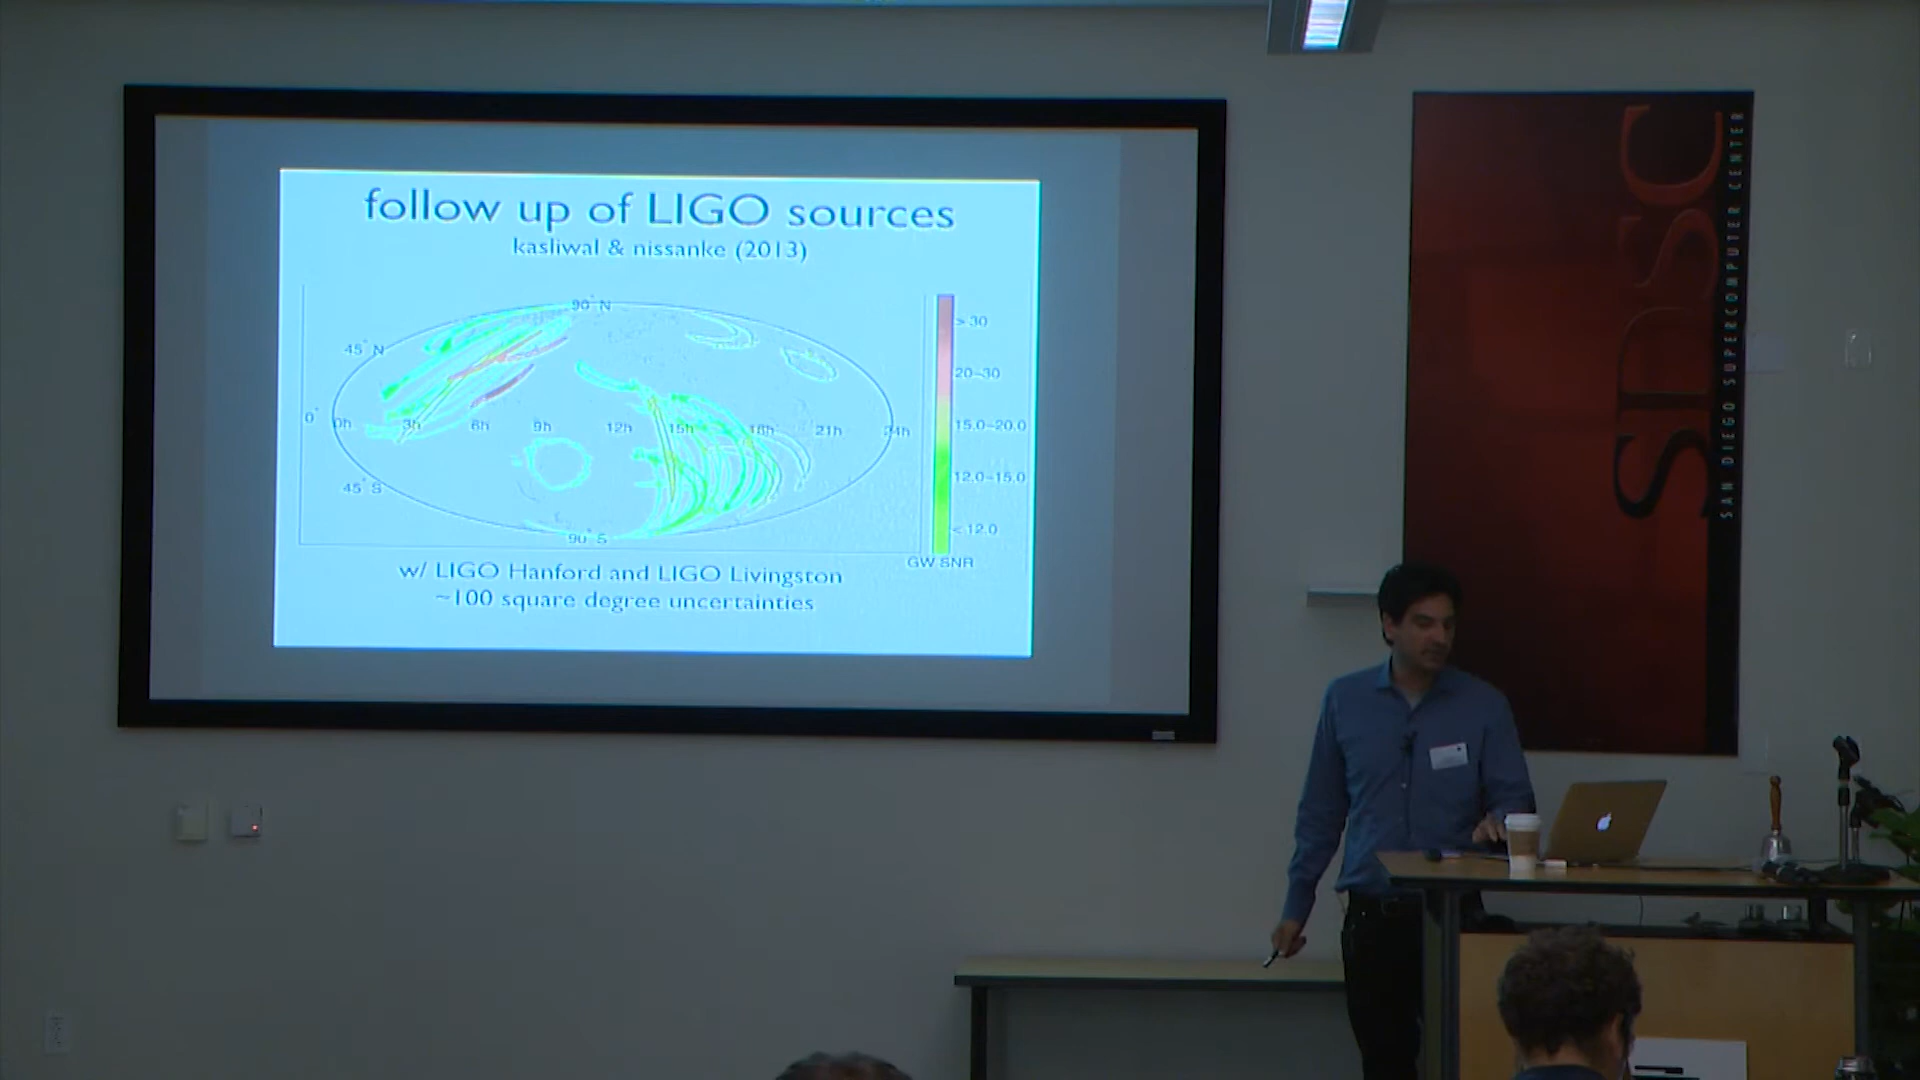 follow up of LIGO sources
kasliwal & nissanke (2013)
90° N
45° N
0°
0h
3h
6h
9h
12h
15h
18h
21h
24h
45° S
90° S
> 30
20-30
15.0-20.0
12.0-15.0
< 12.0
GW SNR
w/ LIGO Hanford and LIGO Livingston
~100 square degree uncertainties
SDSC
SAN DIEGO SUPERCOMPUTER CENTER